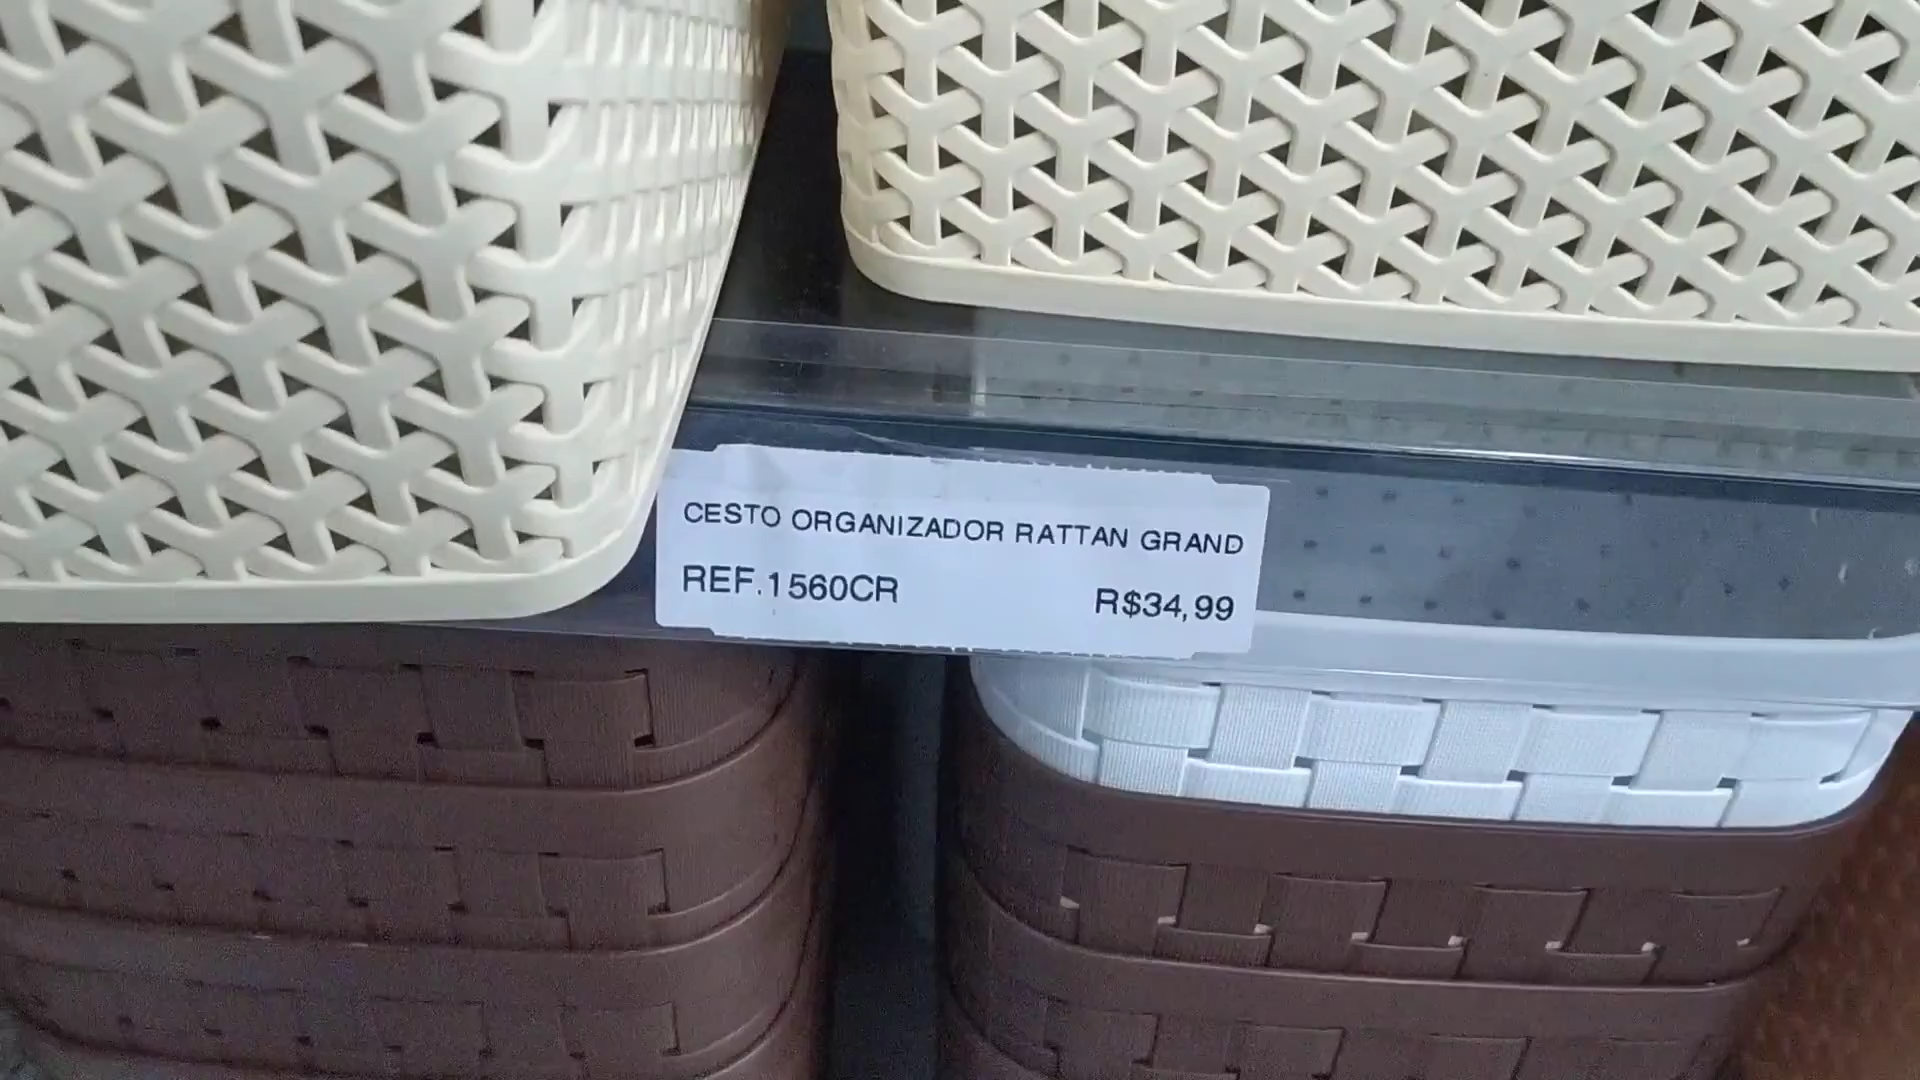 CESTO ORGANIZADOR RATTAN GRAND
REF.1560CR R$34,99